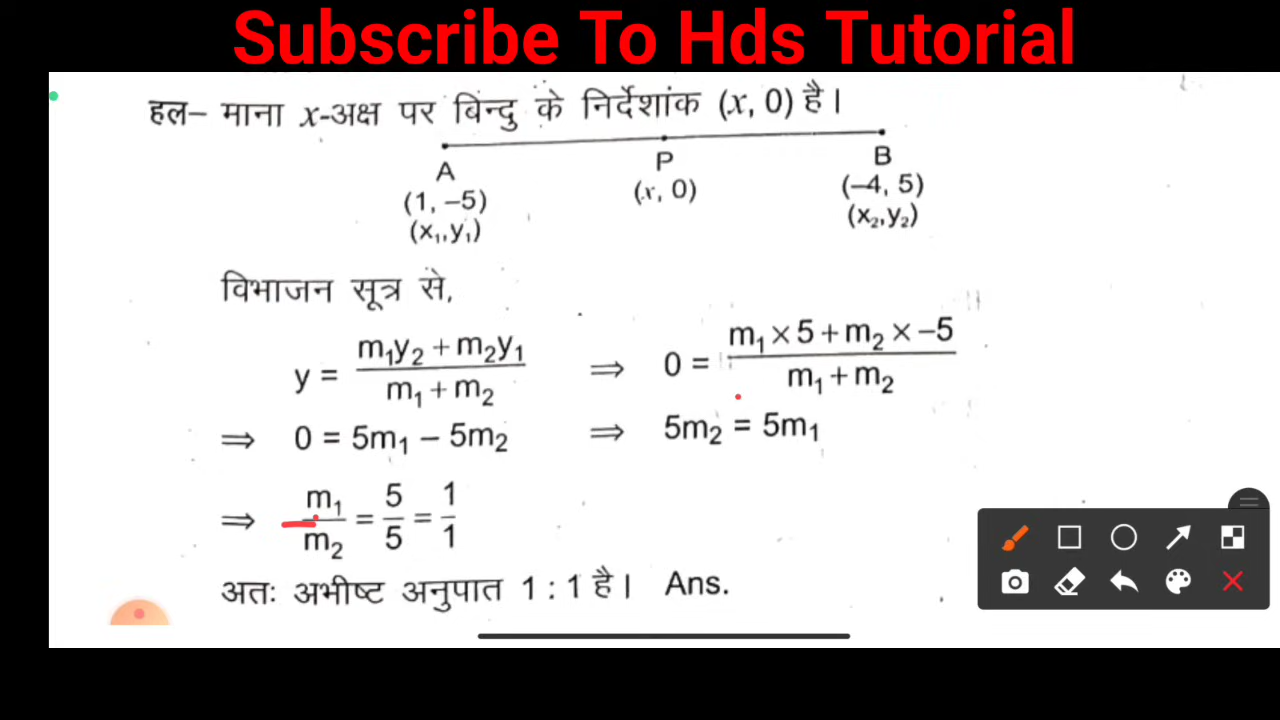 Subscribe To Hds Tutorial
हल– माना x-अक्ष पर बिन्दु के निर्देशांक (x, 0) है।
A P B
(1, –5) (x, 0) (–4, 5)
(x₁,y₁) (x₂,y₂)
विभाजन सूत्र से,
y = (m₁y₂ + m₂y₁)/(m₁ + m₂) ⇒ 0 = (m₁ × 5 + m₂ × –5)/(m₁ + m₂)
⇒ 0 = 5m₁ – 5m₂ ⇒ 5m₂ = 5m₁
⇒ m₁/m₂ = 5/5 = 1/1
अतः अभीष्ट अनुपात 1 : 1 है। Ans.